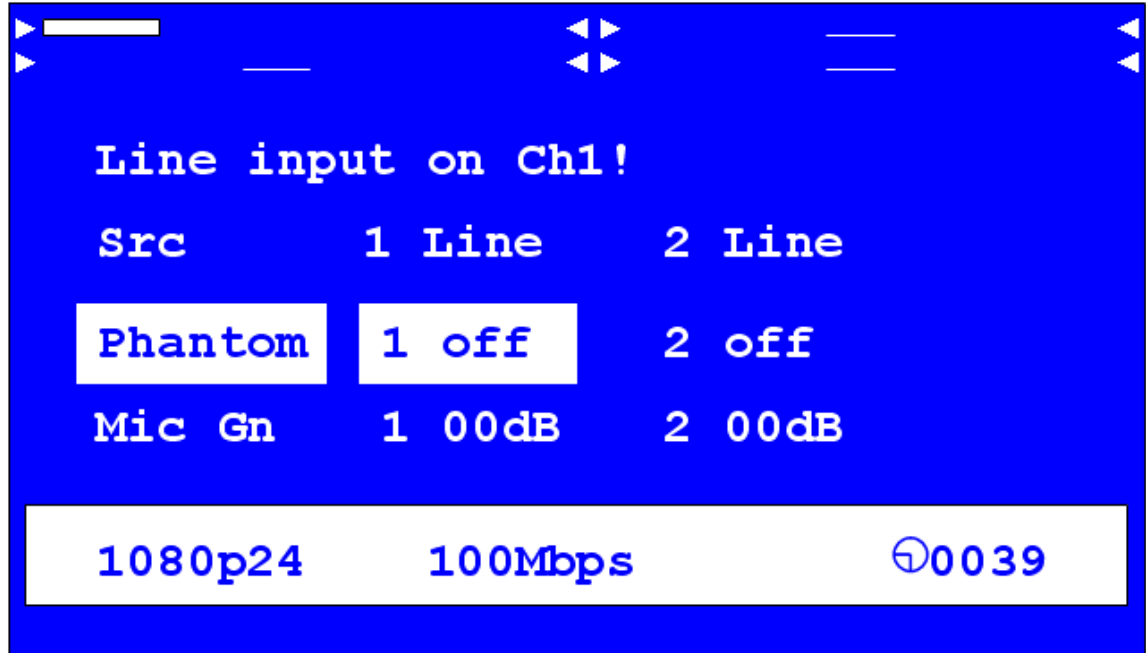 Line input on Ch1!
Src 1 Line 2 Line
Phantom 1 off 2 off
Mic Gn 1 00dB 2 00dB
1080p24 100Mbps 0039